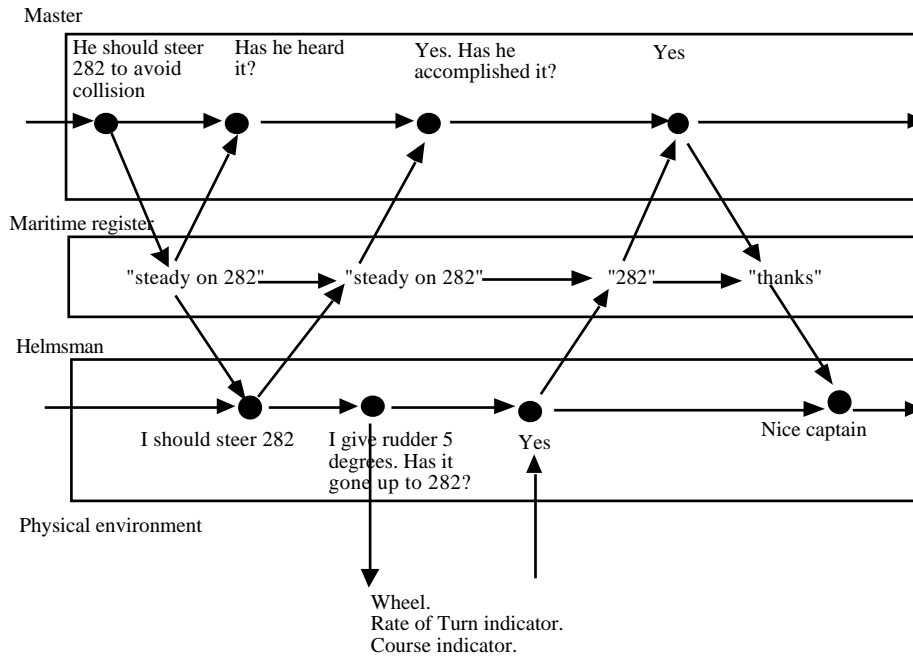 Master
He should steer
282 to avoid
collision
Has he heard
it?
Yes. Has he
accomplished it?
Yes
Maritime register
"steady on 282"
"steady on 282"
"282"
"thanks"
Helmsman
I should steer 282
I give rudder 5
degrees. Has it
gone up to 282?
Yes
Nice captain
Physical environment
Wheel.
Rate of Turn indicator.
Course indicator.